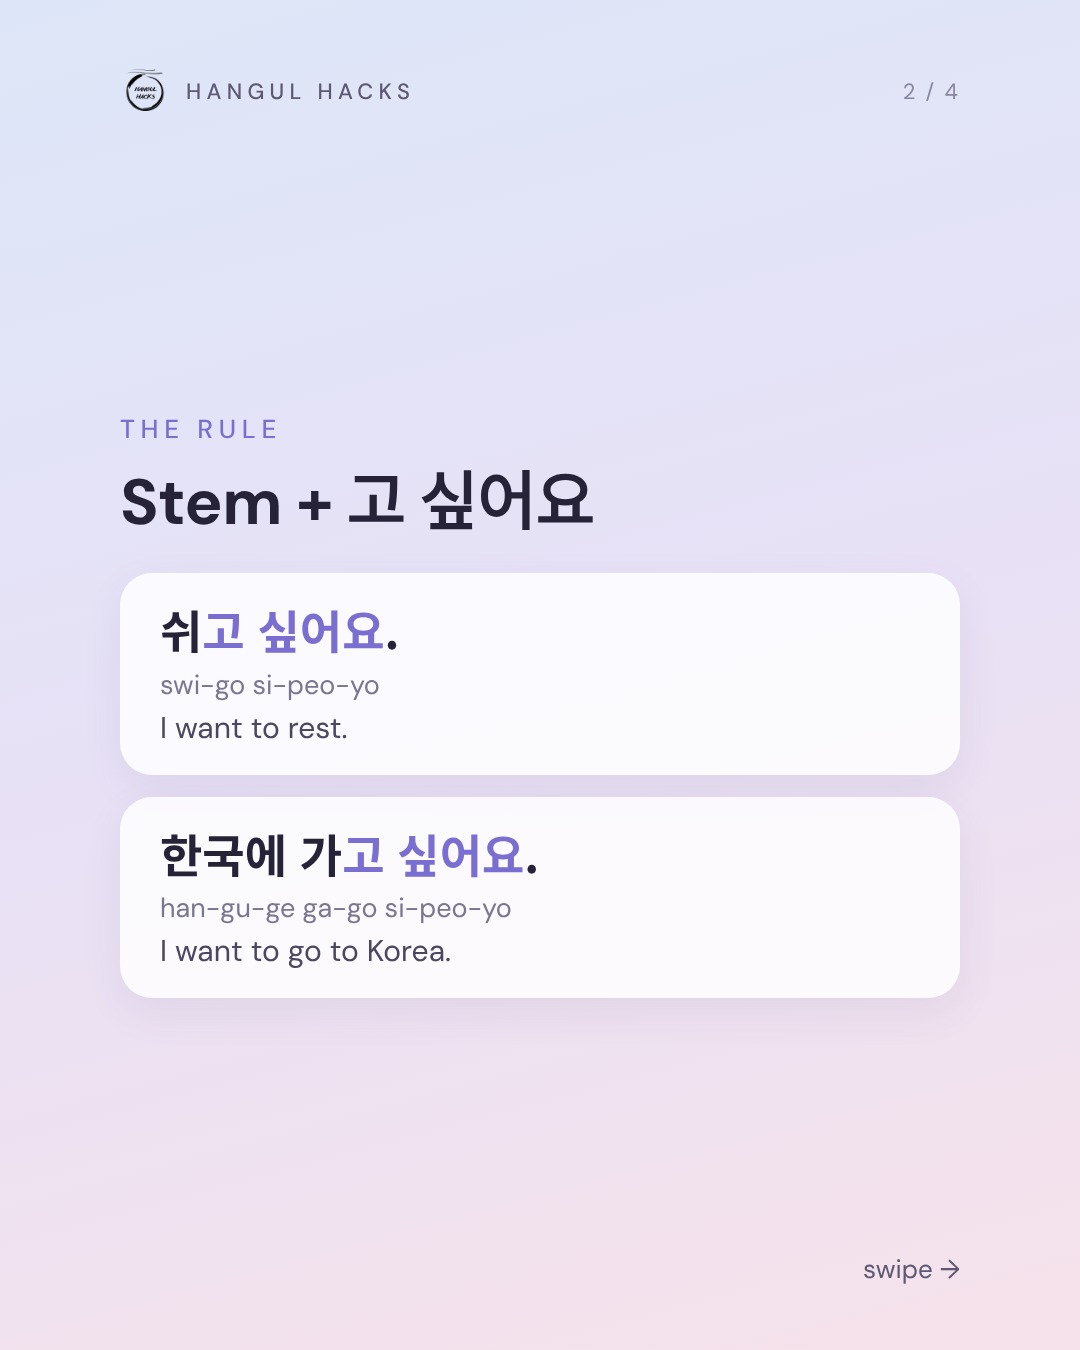 HANGUL HACKS
HANGUL HACKS
2 / 4
THE RULE
Stem + 고 싶어요
쉬고 싶어요.
swi-go si-peo-yo
I want to rest.
한국에 가고 싶어요.
han-gu-ge ga-go si-peo-yo
I want to go to Korea.
swipe →